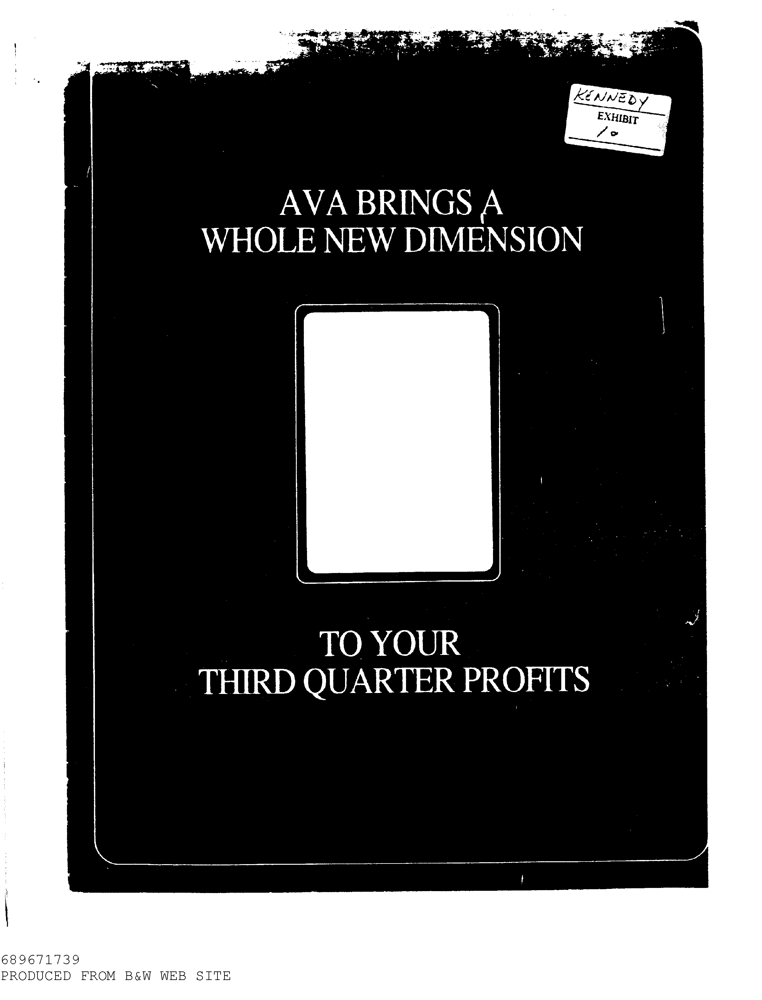 KENNEDY
EXHIBIT
10
AVA BRINGS A
WHOLE NEW DIMENSION
TO YOUR
THIRD QUARTER PROFITS
689671739
PRODUCED FROM B&W WEB SITE